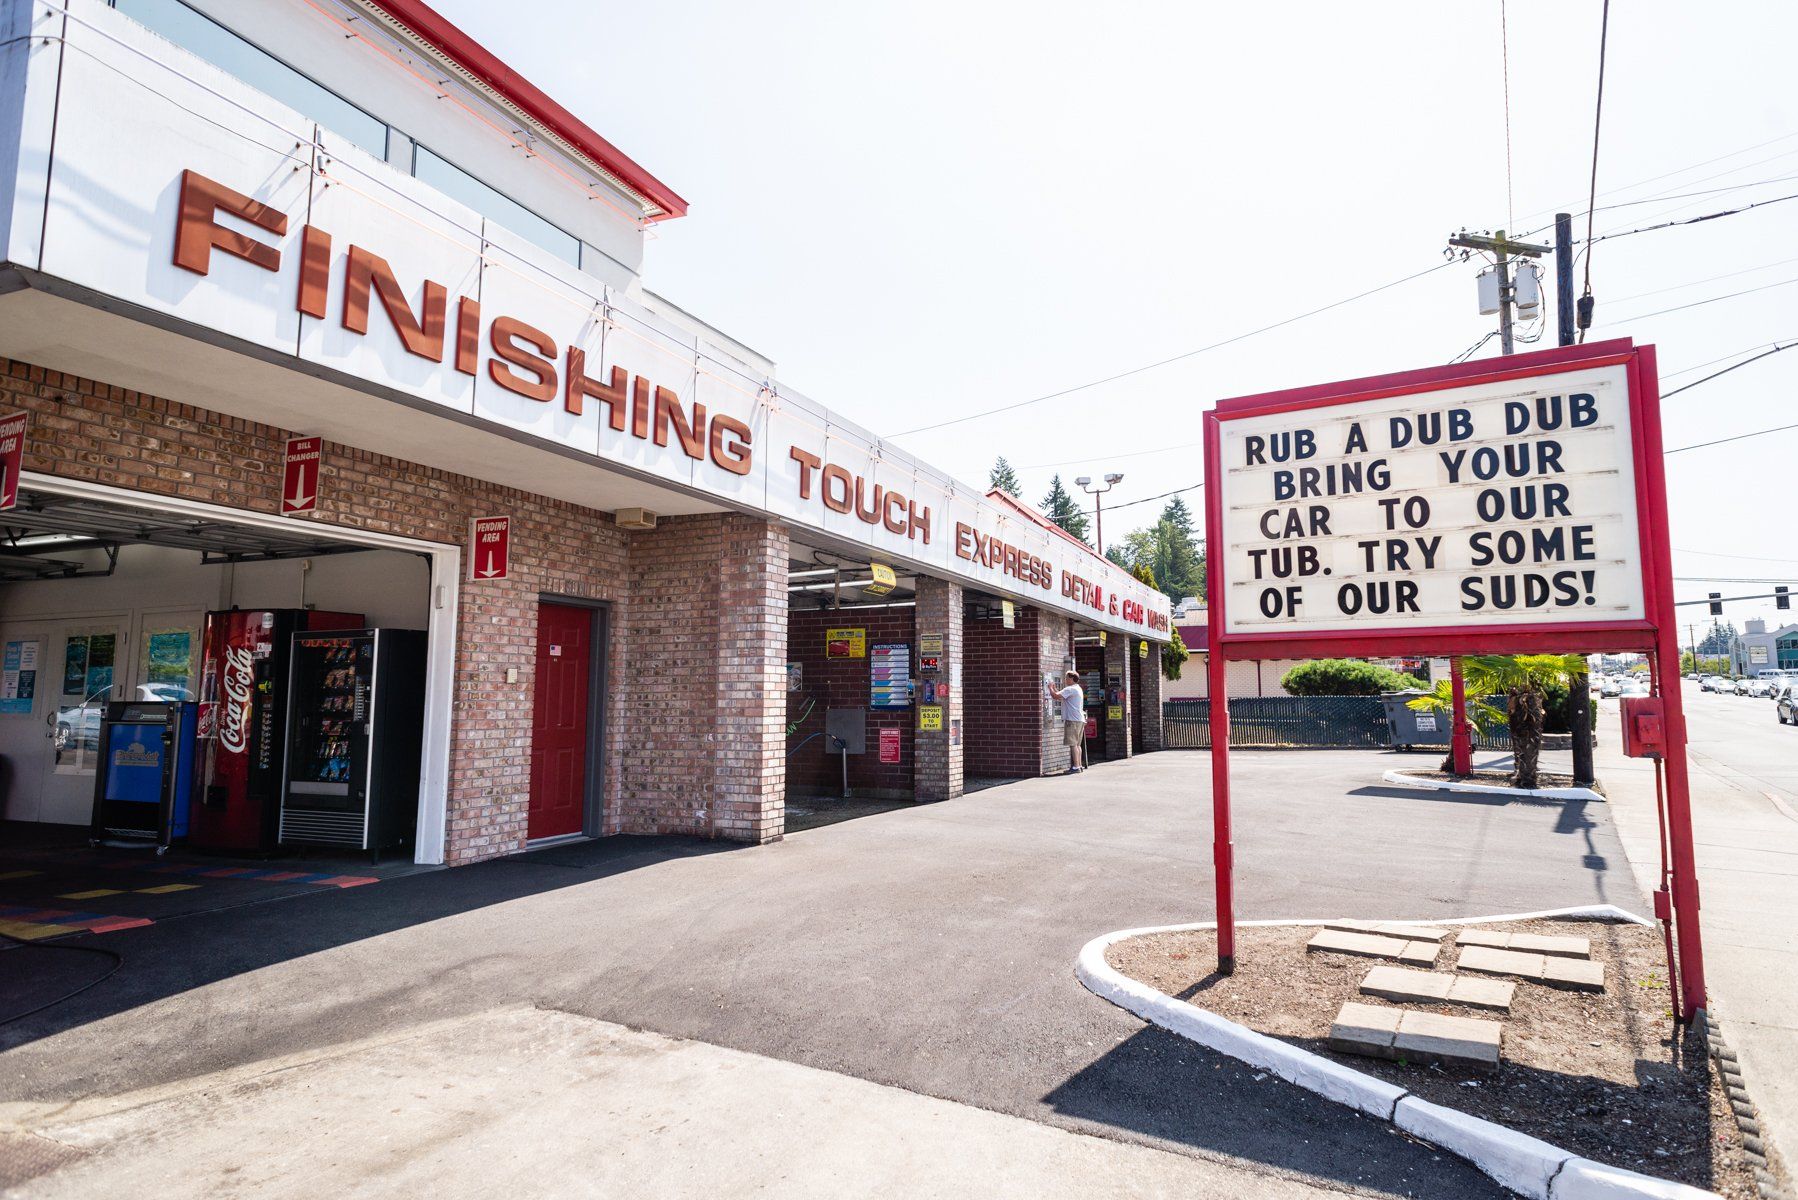 FINISHING TOUCH EXPRESS DETAIL & CAR WASH
RUB A DUB DUB
BRING YOUR
CAR TO OUR
TUB. TRY SOME
OF OUR SUDS!
VENDING
AREA
BILL
CHANGER
VENDING
AREA
Coca-Cola
CAUTION
INSTRUCTIONS
DEPOSIT
$3.00
TO
START